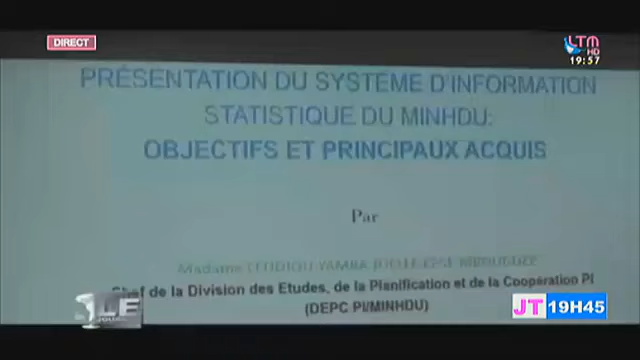 DIRECT
LTM
HD
19:57
PRÉSENTATION DU SYSTEME D'INFORMATION
STATISTIQUE DU MINHDU:
OBJECTIFS ET PRINCIPAUX ACQUIS
Par
Madame
Chef de la Division des Etudes, de la Planification et de la Coopération PI
(DEPC PI/MINHDU)
LE
JT 19H45